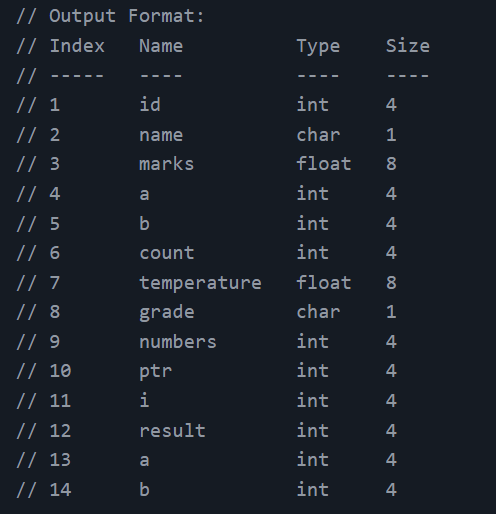 // Output Format:
// Index   Name          Type    Size
// -----   ----          ----    ----
// 1       id            int     4
// 2       name          char    1
// 3       marks         float   8
// 4       a             int     4
// 5       b             int     4
// 6       count         int     4
// 7       temperature   float   8
// 8       grade         char    1
// 9       numbers       int     4
// 10      ptr           int     4
// 11      i             int     4
// 12      result        int     4
// 13      a             int     4
// 14      b             int     4